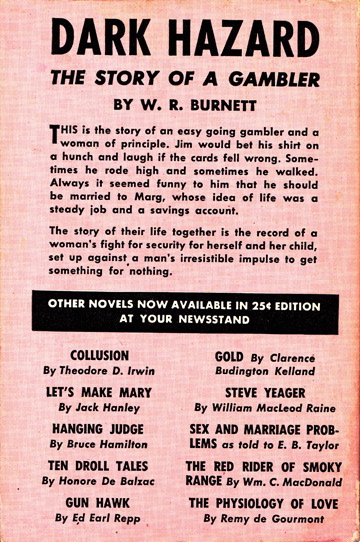 DARK HAZARD
THE STORY OF A GAMBLER
BY W. R. BURNETT
THIS is the story of an easy going gambler and a
woman of principle. Jim would bet his shirt on
a hunch and laugh if the cards fell wrong. Some-
times he rode high and sometimes he walked.
Always it seemed funny to him that he should
be married to Marg, whose idea of life was a
steady job and a savings account.
The story of their life together is the record of a
woman's fight for security for herself and her child,
set up against a man's irresistible impulse to get
something for nothing.
OTHER NOVELS NOW AVAILABLE IN 25¢ EDITION
AT YOUR NEWSSTAND
COLLUSION
By Theodore D. Irwin
LET'S MAKE MARY
By Jack Hanley
HANGING JUDGE
By Bruce Hamilton
TEN DROLL TALES
By Honore De Balzac
GUN HAWK
By Ed Earl Repp
GOLD By Clarence
Budington Kelland
STEVE YEAGER
By William MacLeod Raine
SEX AND MARRIAGE PROB-
LEMS as told to E. B. Taylor
THE RED RIDER OF SMOKY
RANGE By Wm. C. MacDonald
THE PHYSIOLOGY OF LOVE
By Remy de Gourmont